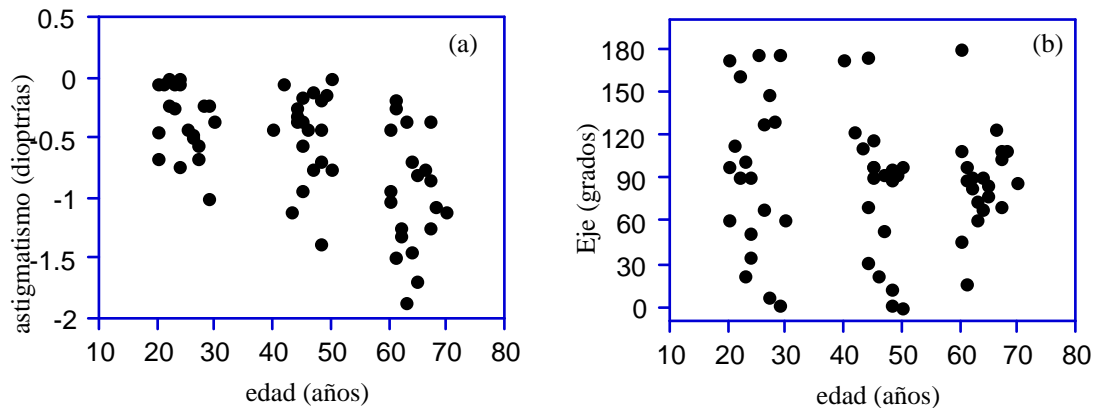 0.5
0
-0.5
-1
-1.5
-2
10 20 30 40 50 60 70 80
astigmatismo (dioptrías)
edad (años)
(a)
180
150
120
90
60
30
0
10 20 30 40 50 60 70 80
Eje (grados)
edad (años)
(b)